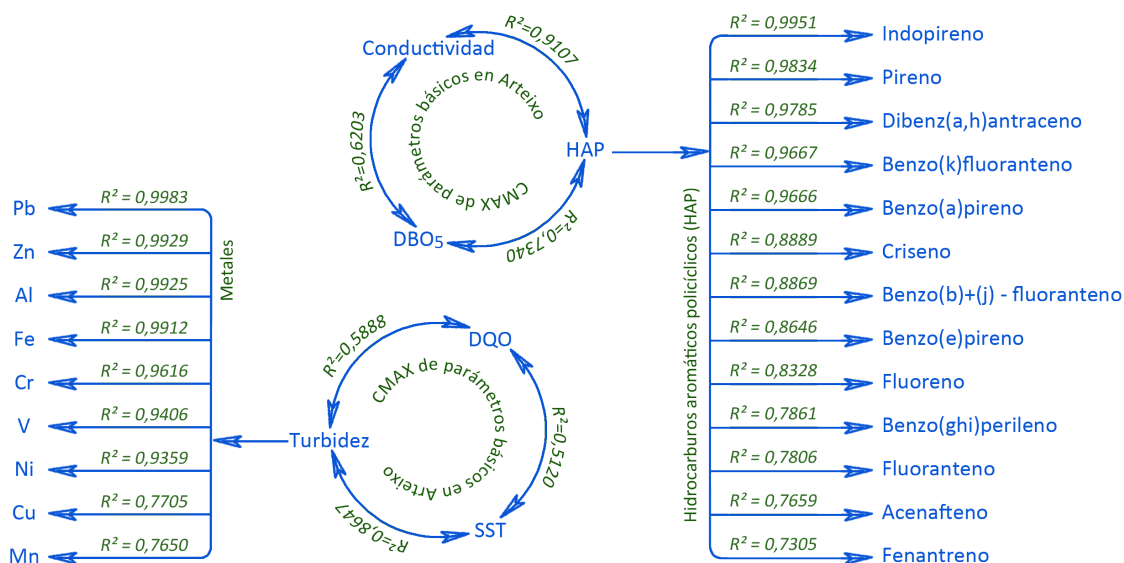 R² = 0,9951
Indopireno
R² = 0,9834
Pireno
R² = 0,9785
Dibenz(a,h)antraceno
R² = 0,9667
Benzo(k)fluoranteno
R² = 0,9666
Benzo(a)pireno
R² = 0,8889
Criseno
R² = 0,8869
Benzo(b)+(j) - fluoranteno
R² = 0,8646
Benzo(e)pireno
R² = 0,8328
Fluoreno
R² = 0,7861
Benzo(ghi)perileno
R² = 0,7806
Fluoranteno
R² = 0,7659
Acenafteno
R² = 0,7305
Fenantreno
Hidrocarburos aromáticos policíclicos (HAP)
Conductividad
R²=0,9107
HAP
R²=0,7340
DBO₅
R²=0,6203
CMAX de parámetros básicos en Arteixo
Pb
R² = 0,9983
Zn
R² = 0,9929
Al
R² = 0,9925
Fe
R² = 0,9912
Cr
R² = 0,9616
V
R² = 0,9406
Ni
R² = 0,9359
Cu
R² = 0,7705
Mn
R² = 0,7650
Metales
Turbidez
R²=0,5888
DQO
R²=0,5120
SST
R²=0,8647
CMAX de parámetros básicos en Arteixo